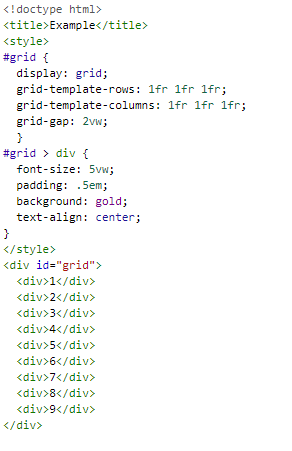 <!doctype html>
<title>Example</title>
<style>
#grid {
  display: grid;
  grid-template-rows: 1fr 1fr 1fr;
  grid-template-columns: 1fr 1fr 1fr;
  grid-gap: 2vw;
  }
#grid > div {
  font-size: 5vw;
  padding: .5em;
  background: gold;
  text-align: center;
}
</style>
<div id="grid">
  <div>1</div>
  <div>2</div>
  <div>3</div>
  <div>4</div>
  <div>5</div>
  <div>6</div>
  <div>7</div>
  <div>8</div>
  <div>9</div>
</div>